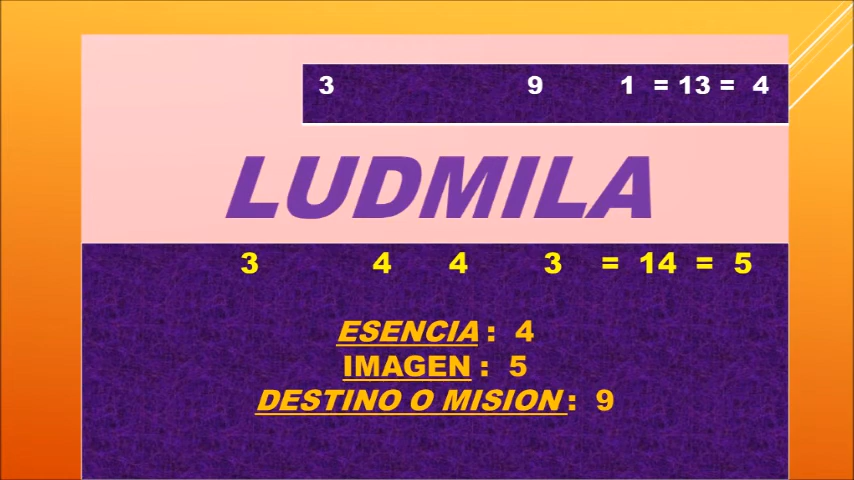 3 9 1 = 13 = 4
LUDMILA
3 4 4 3 = 14 = 5
ESENCIA : 4
IMAGEN : 5
DESTINO O MISION : 9